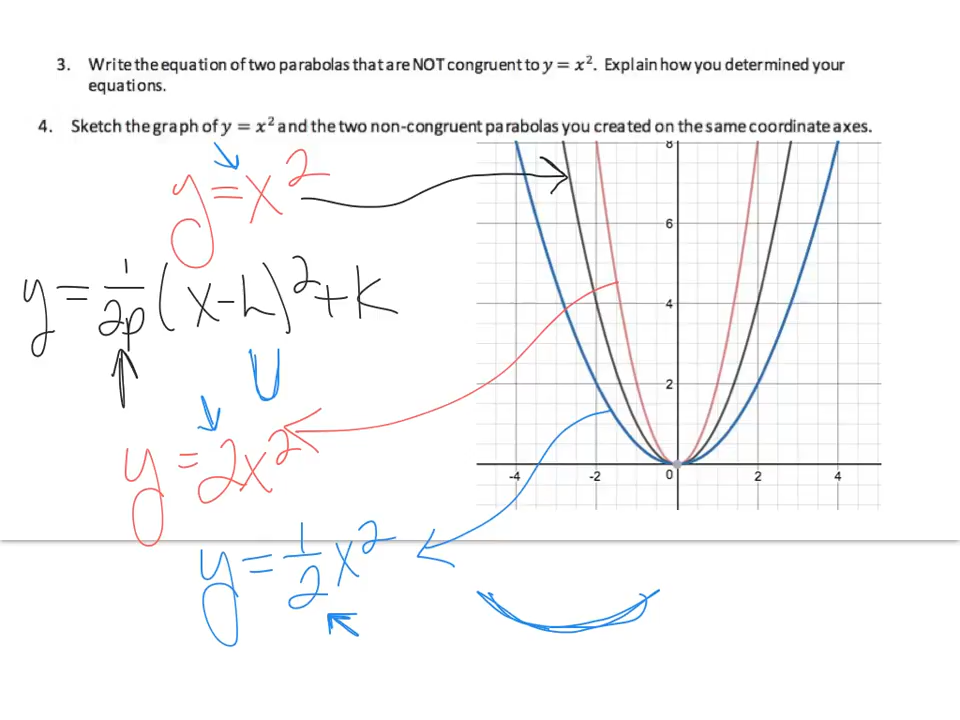 3. Write the equation of two parabolas that are NOT congruent to y = x². Explain how you determined your
equations.
4. Sketch the graph of y = x² and the two non-congruent parabolas you created on the same coordinate axes.
y = x²
y = 1/2p (x-h)² + k
y = 2x²
y = 1/2 x²
8
6
4
2
-4 -2 0 2 4